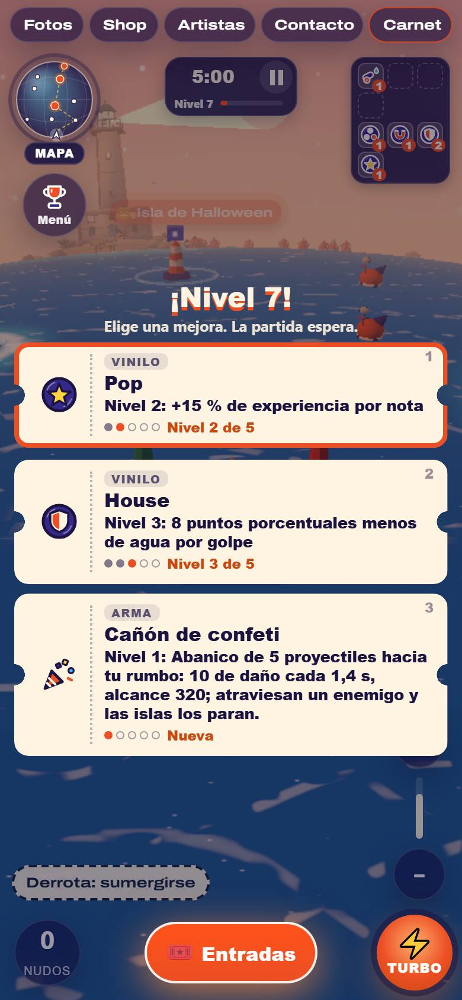 Fotos
Shop
Artistas
Contacto
Carnet
5:00
Nivel 7
1
1
1
2
1
MAPA
Menú
Isla de Halloween
¡Nivel 7!
Elige una mejora. La partida espera.
VINILO
1
Pop
Nivel 2: +15 % de experiencia por nota
Nivel 2 de 5
VINILO
2
House
Nivel 3: 8 puntos porcentuales menos
de agua por golpe
Nivel 3 de 5
ARMA
3
Cañón de confeti
Nivel 1: Abanico de 5 proyectiles hacia
tu rumbo: 10 de daño cada 1,4 s,
alcance 320; atraviesan un enemigo y
las islas los paran.
Nueva
–
Derrota: sumergirse
0
NUDOS
Entradas
TURBO